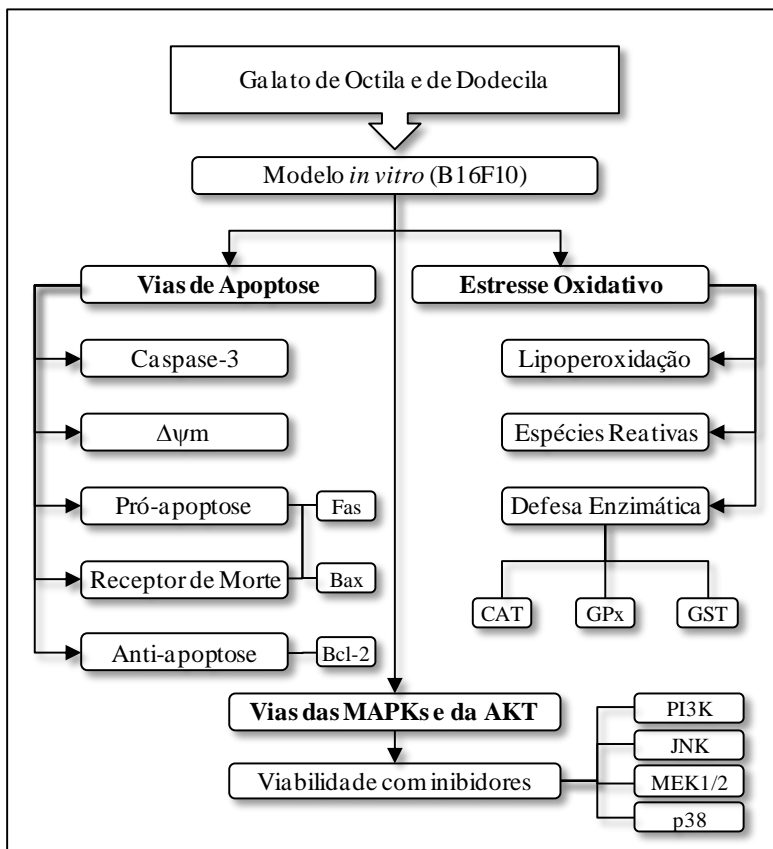 Galato de Octila e de Dodecila
Modelo in vitro (B16F10)
Vias de Apoptose
Estresse Oxidativo
Caspase-3
Lipoperoxidação
Δψm
Espécies Reativas
Pró-apoptose
Fas
Defesa Enzimática
Receptor de Morte
Bax
CAT
GPx
GST
Anti-apoptose
Bcl-2
Vias das MAPKs e da AKT
PI3K
JNK
Viabilidade com inibidores
MEK1/2
p38